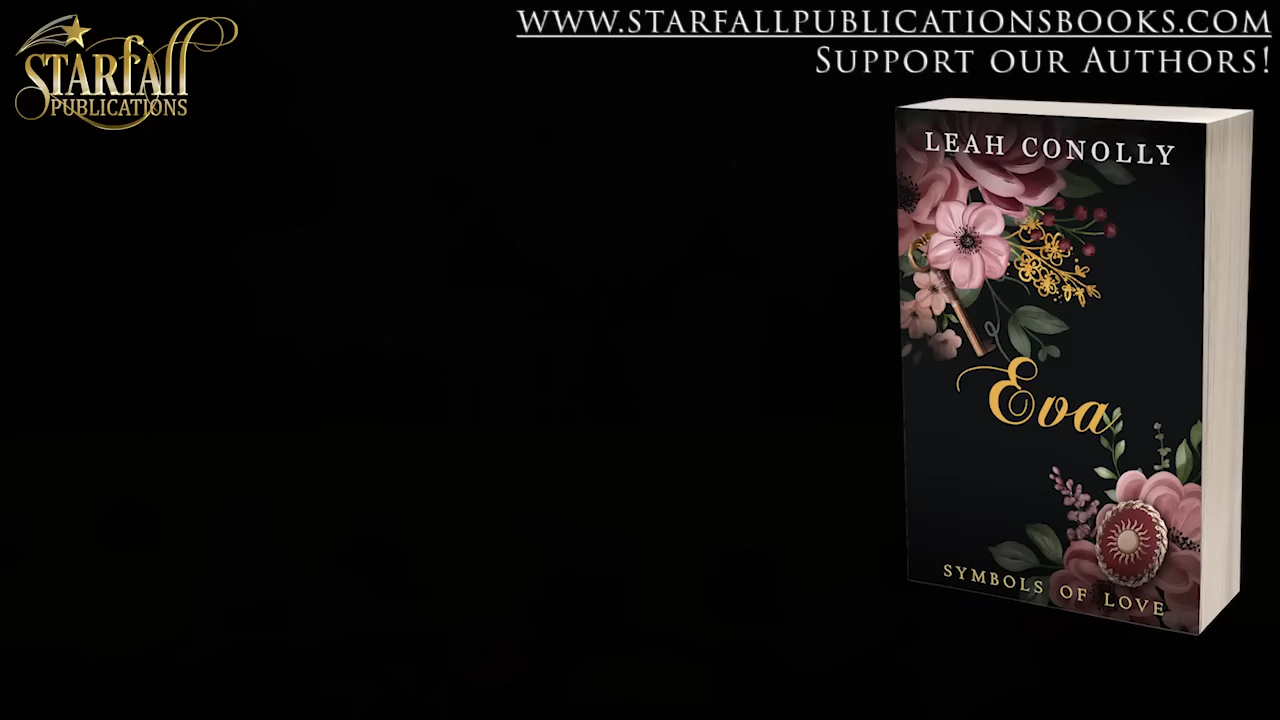 STARfall
PUBLICATIONS
WWW.STARFALLPUBLICATIONSBOOKS.COM
SUPPORT OUR AUTHORS!
LEAH CONOLLY
Eva
SYMBOLS OF LOVE